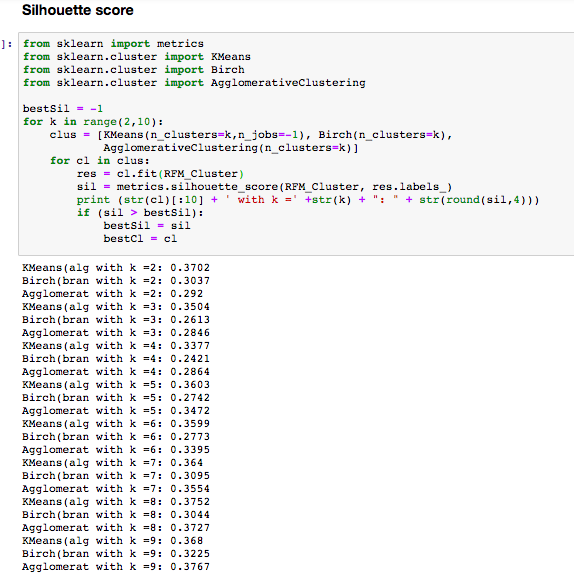 Silhouette score
]: from sklearn import metrics
from sklearn.cluster import KMeans
from sklearn.cluster import Birch
from sklearn.cluster import AgglomerativeClustering
bestSil = -1
for k in range(2,10):
clus = [KMeans(n_clusters=k,n_jobs=-1), Birch(n_clusters=k),
AgglomerativeClustering(n_clusters=k)]
for cl in clus:
res = cl.fit(RFM_Cluster)
sil = metrics.silhouette_score(RFM_Cluster, res.labels_)
print (str(cl)[:10] + ' with k =' +str(k) + ": " + str(round(sil,4)))
if (sil > bestSil):
bestSil = sil
bestCl = cl
KMeans(alg with k =2: 0.3702
Birch(bran with k =2: 0.3037
Agglomerat with k =2: 0.292
KMeans(alg with k =3: 0.3504
Birch(bran with k =3: 0.2613
Agglomerat with k =3: 0.2846
KMeans(alg with k =4: 0.3377
Birch(bran with k =4: 0.2421
Agglomerat with k =4: 0.2864
KMeans(alg with k =5: 0.3603
Birch(bran with k =5: 0.2742
Agglomerat with k =5: 0.3472
KMeans(alg with k =6: 0.3599
Birch(bran with k =6: 0.2773
Agglomerat with k =6: 0.3395
KMeans(alg with k =7: 0.364
Birch(bran with k =7: 0.3095
Agglomerat with k =7: 0.3554
KMeans(alg with k =8: 0.3752
Birch(bran with k =8: 0.3044
Agglomerat with k =8: 0.3727
KMeans(alg with k =9: 0.368
Birch(bran with k =9: 0.3225
Agglomerat with k =9: 0.3767